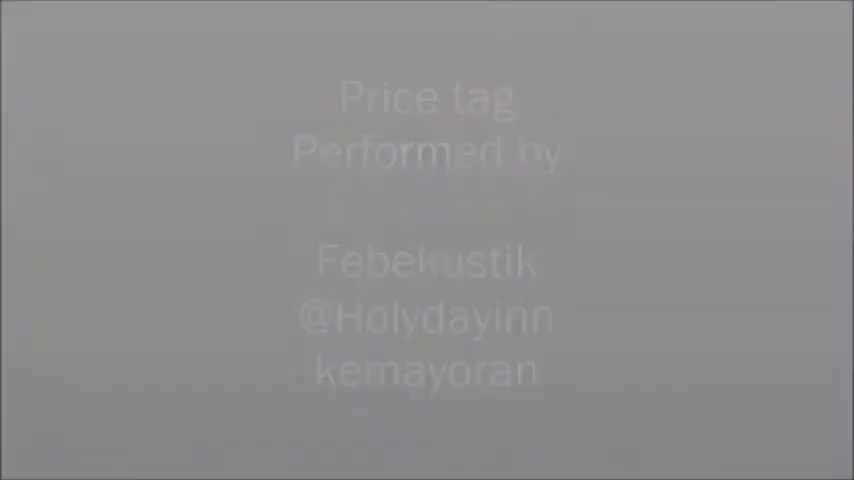 Price tag
Performed by
Febekustik
@Holydayinn
kemayoran